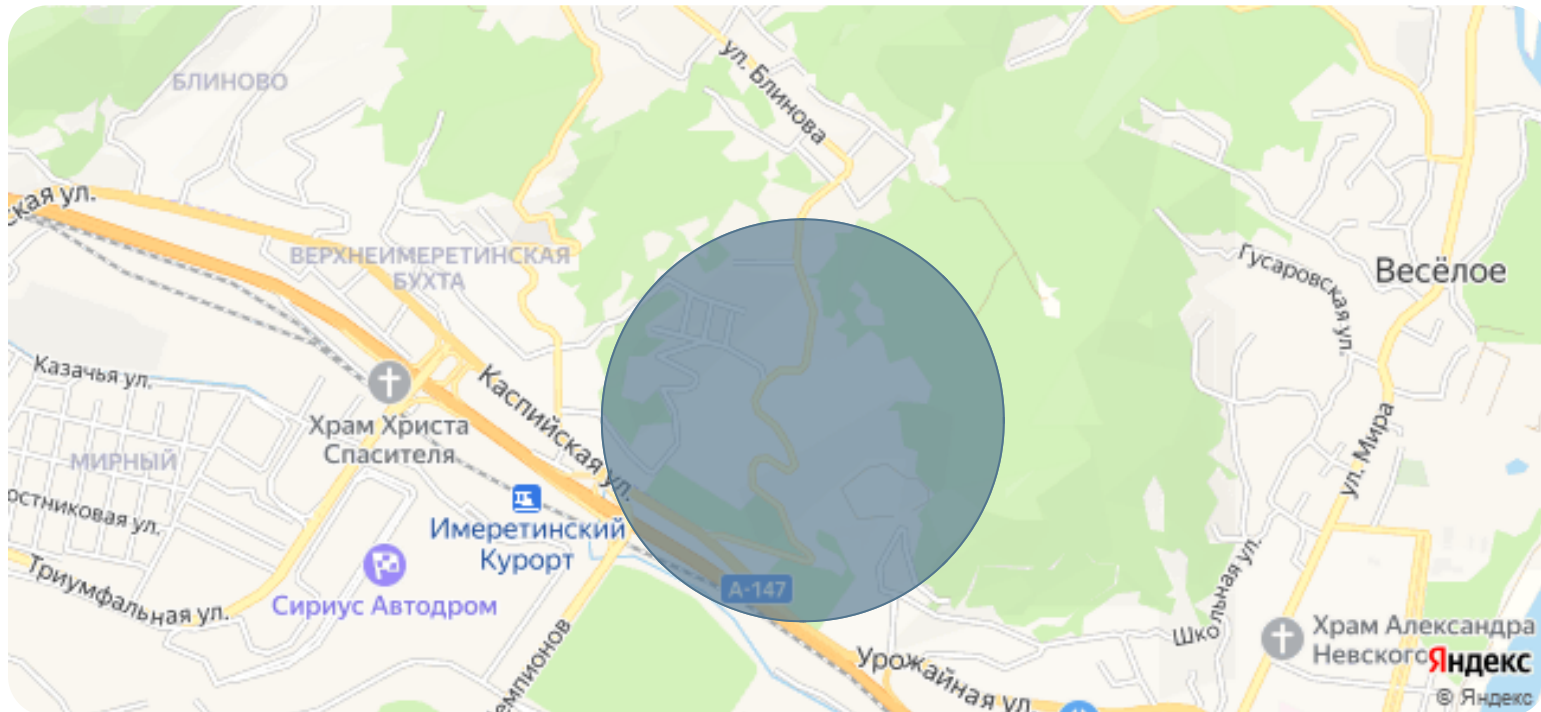 БЛИНОВО
ул. Блинова
ская ул.
ВЕРХНЕИМЕРЕТИНСКАЯ
БУХТА
Гусаровская ул.
Весёлое
Казачья ул.
Храм Христа
Спасителя
Каспийская ул.
МИРНЫЙ
ул. Мира
остниковая ул.
Имеретинский
Курорт
Триумфальная ул.
Сириус Автодром
А-147
емпионов
Школьная ул.
Храм Александра
Невского
Яндекс
Урожайная ул.
© Яндекс